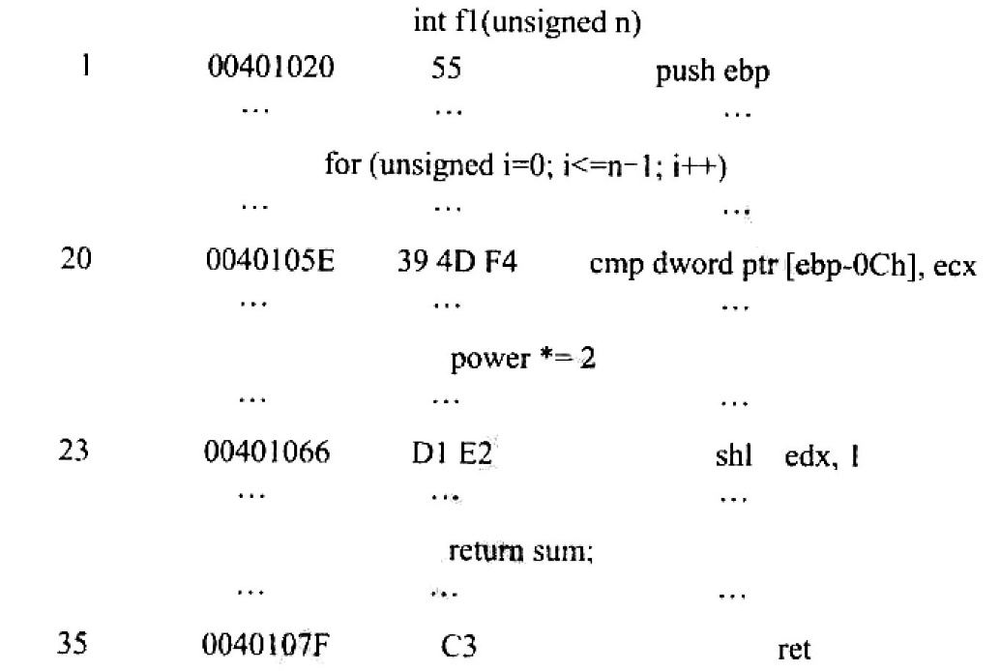 int f1(unsigned n)
1 00401020 55 push ebp
... ... ...
for (unsigned i=0; i<=n-1; i++)
... ... ...
20 0040105E 39 4D F4 cmp dword ptr [ebp-0Ch], ecx
... ... ...
power *= 2
... ... ...
23 00401066 D1 E2 shl edx, 1
... ... ...
return sum;
... ... ...
35 0040107F C3 ret